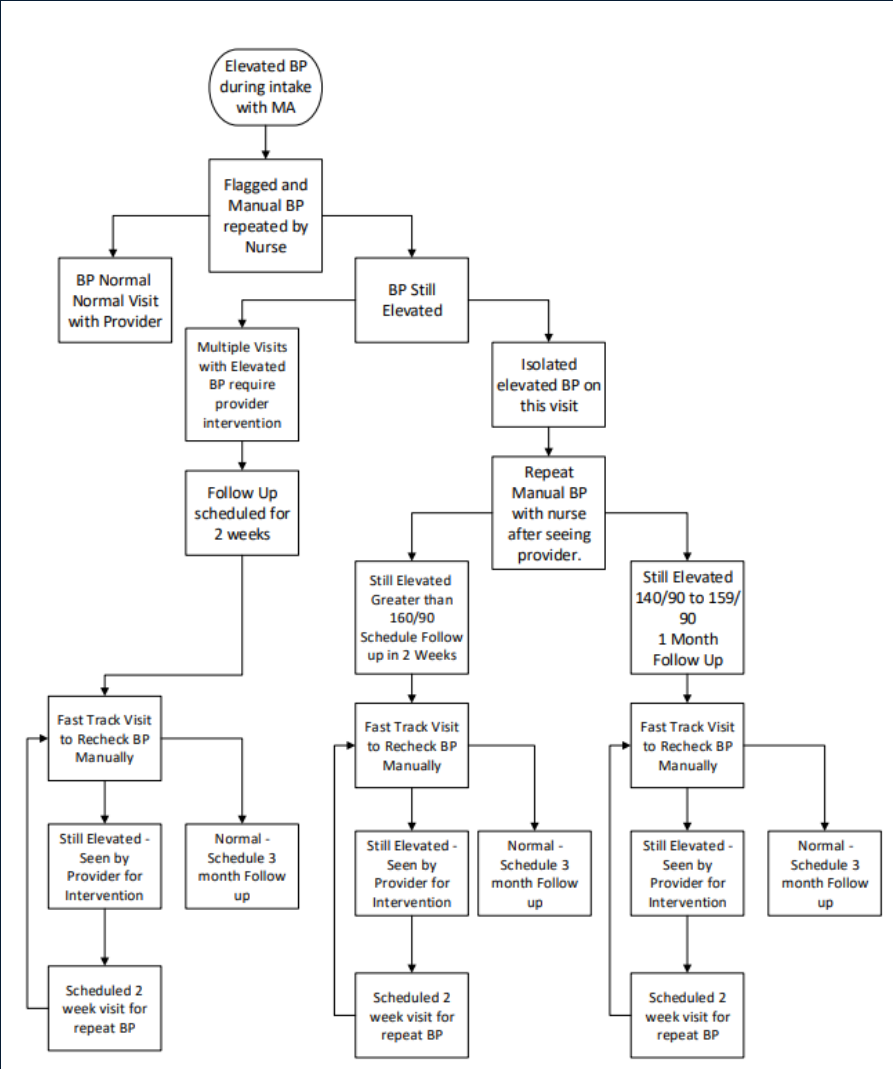 Elevated BP
during intake
with MA
Flagged and
Manual BP
repeated by
Nurse
BP Normal
Normal Visit
with Provider
BP Still
Elevated
Multiple Visits
with Elevated
BP require
provider
intervention
Isolated
elevated BP on
this visit
Follow Up
scheduled for
2 weeks
Repeat
Manual BP
with nurse
after seeing
provider.
Still Elevated
Greater than
160/90
Schedule Follow
up in 2 Weeks
Still Elevated
140/90 to 159/
90
1 Month
Follow Up
Fast Track Visit
to Recheck BP
Manually
Still Elevated -
Seen by
Provider for
Intervention
Normal -
Schedule 3
month Follow
up
Scheduled 2
week visit for
repeat BP
Fast Track Visit
to Recheck BP
Manually
Still Elevated -
Seen by
Provider for
Intervention
Normal -
Schedule 3
month Follow
up
Scheduled 2
week visit for
repeat BP
Fast Track Visit
to Recheck BP
Manually
Still Elevated -
Seen by
Provider for
Intervention
Normal -
Schedule 3
month Follow
up
Scheduled 2
week visit for
repeat BP